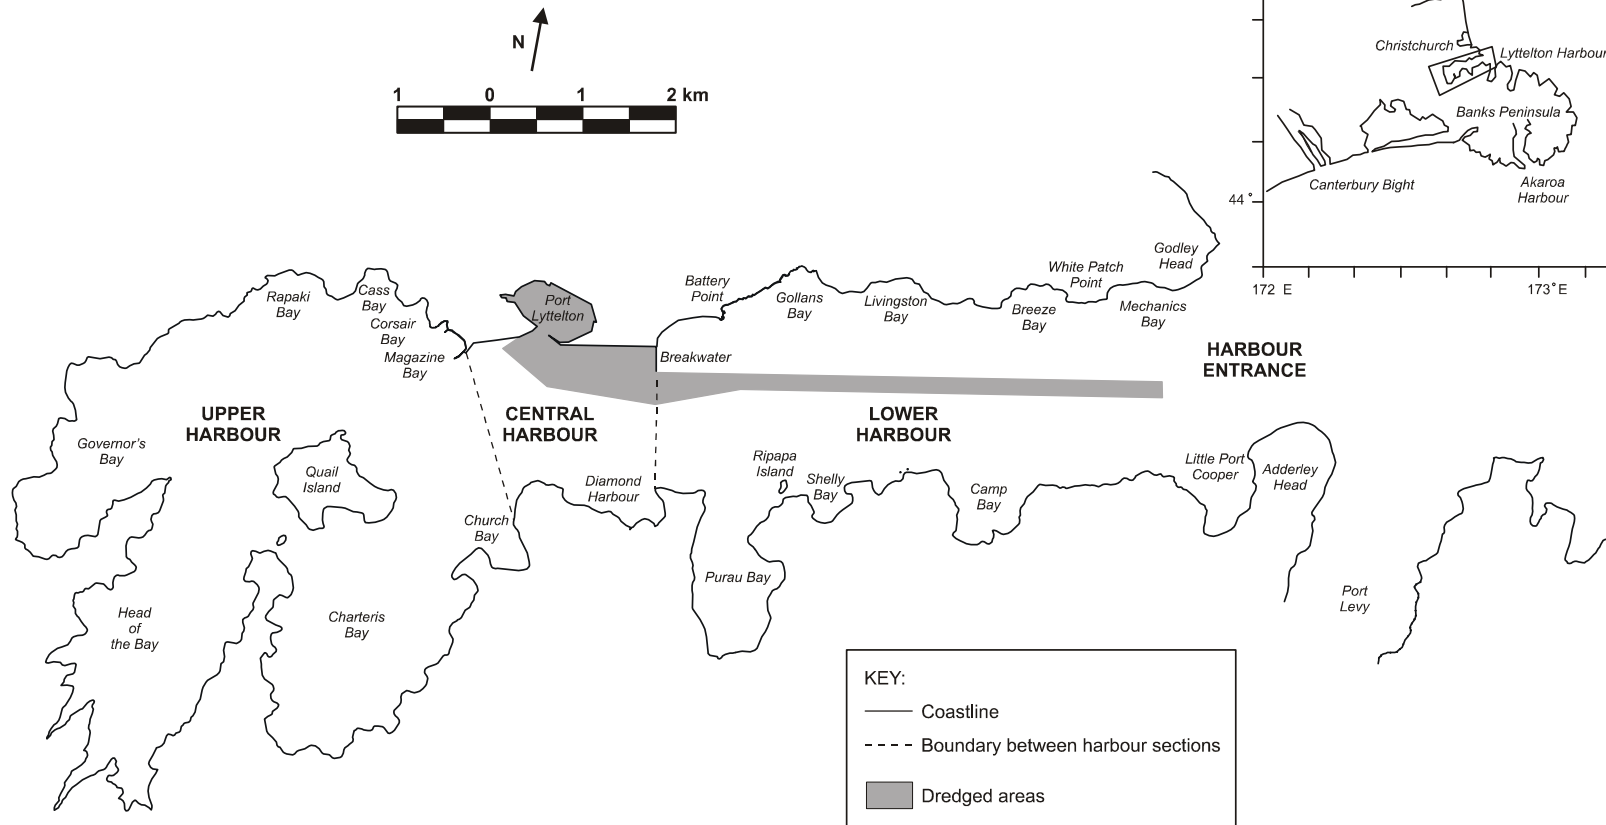 N
1 0 1 2 km
Christchurch
Lyttelton Harbour
Banks Peninsula
Canterbury Bight
Akaroa
Harbour
44°
172 E
173°E
Godley
Head
White Patch
Point
Mechanics
Bay
Breeze
Bay
Livingston
Bay
Gollans
Bay
Battery
Point
Port
Lyttelton
Cass
Bay
Rapaki
Bay
Corsair
Bay
Magazine
Bay
Breakwater
HARBOUR
ENTRANCE
UPPER
HARBOUR
CENTRAL
HARBOUR
LOWER
HARBOUR
Governor's
Bay
Quail
Island
Church
Bay
Diamond
Harbour
Ripapa
Island
Shelly
Bay
Camp
Bay
Little Port
Cooper
Adderley
Head
Purau Bay
Port
Levy
Head
of
the Bay
Charteris
Bay
KEY:
Coastline
Boundary between harbour sections
Dredged areas